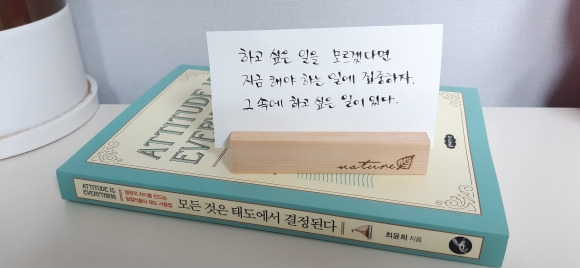 하고 싶은 일을 모르겠다면
지금 해야 하는 일에 집중하자.
그 속에 하고 싶은 일이 있다.
nature
ATTITUDE IS
EVERY
ATTITUDE IS
EVERYTHING
모든 것은 태도에서 결정된다
최윤희 지음